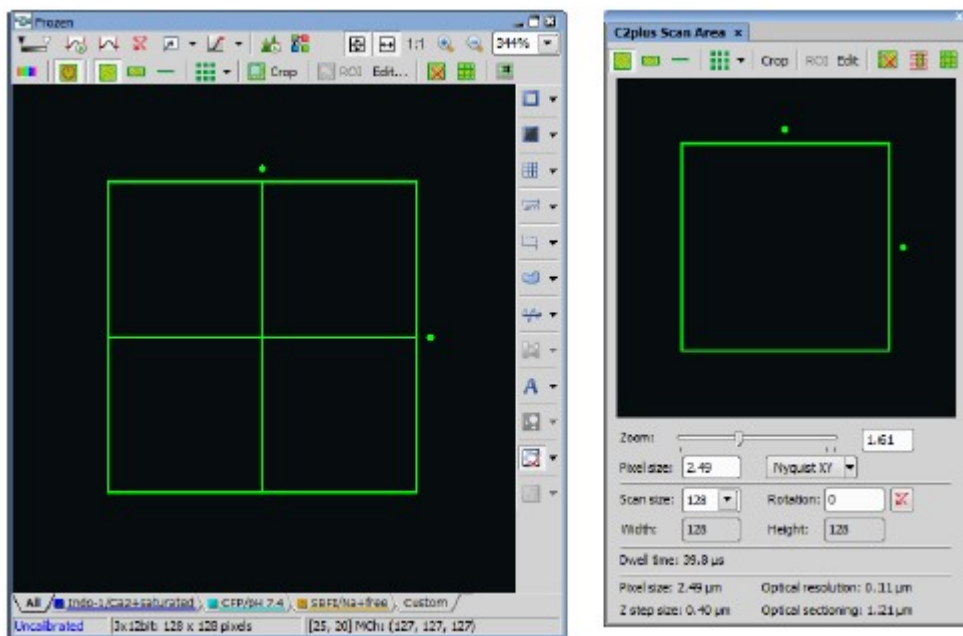 Frozen
1:1
344%
Crop
ROI Edit...
A
All Indo-1/Ca2+saturated CFP/pH 7.4 SBFI/Na+free Custom
Uncalibrated 3x12bit: 128 x 128 pixels [25, 20] MCh: (127, 127, 127)
C2plus Scan Area x
Crop ROI Edit
Zoom: 1.61
Pixel size: 2.49 Nyquist XY
Scan size: 128 Rotation: 0
Width: 128 Height: 128
Dwell time: 39.8 µs
Pixel size: 2.49 µm Optical resolution: 0.11 µm
Z step size: 0.40 µm Optical sectioning: 1.21 µm